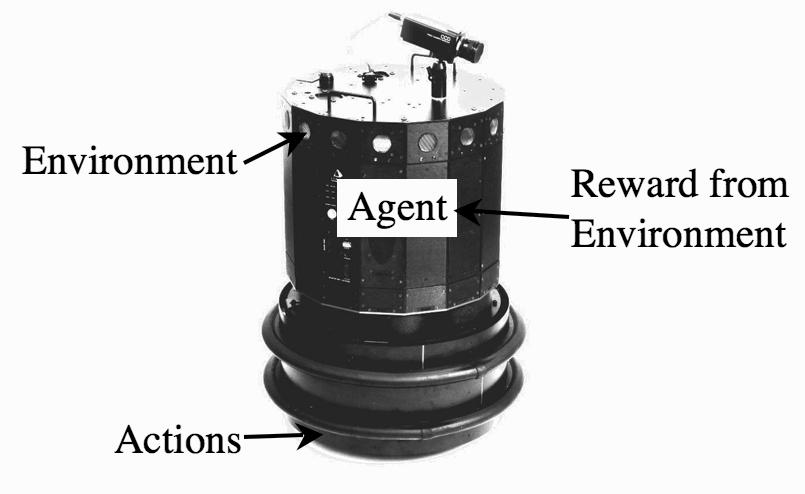 Environment
Agent
Reward from
Environment
Actions